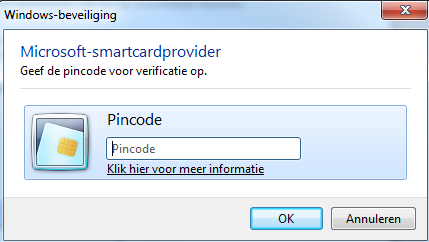 Windows-beveiliging
Microsoft-smartcardprovider
Geef de pincode voor verificatie op.
Pincode
Pincode
Klik hier voor meer informatie
OK Annuleren